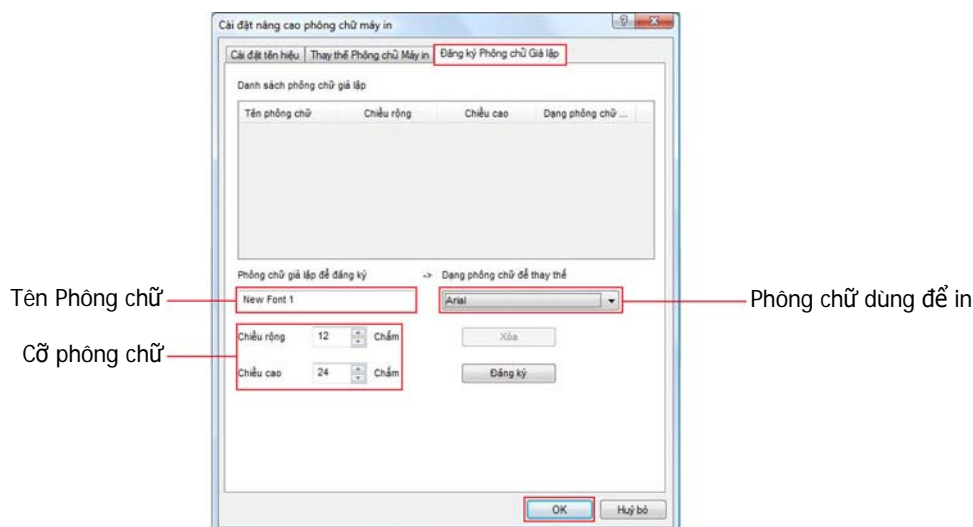 Cài đặt nâng cao phông chữ máy in
Cài đặt tên hiệu Thay thế Phông chữ Máy in Đăng ký Phông chữ Giả lập
Danh sách phông chữ giả lập
Tên phông chữ Chiều rộng Chiều cao Dạng phông chữ ...
Phông chữ giả lập để đăng ký -> Dạng phông chữ để thay thế
Tên Phông chữ New Font 1 Arial Phông chữ dùng để in
Chiều rộng 12 Chấm Xóa
Cỡ phông chữ
Chiều cao 24 Chấm Đăng ký
OK Huỷ bỏ